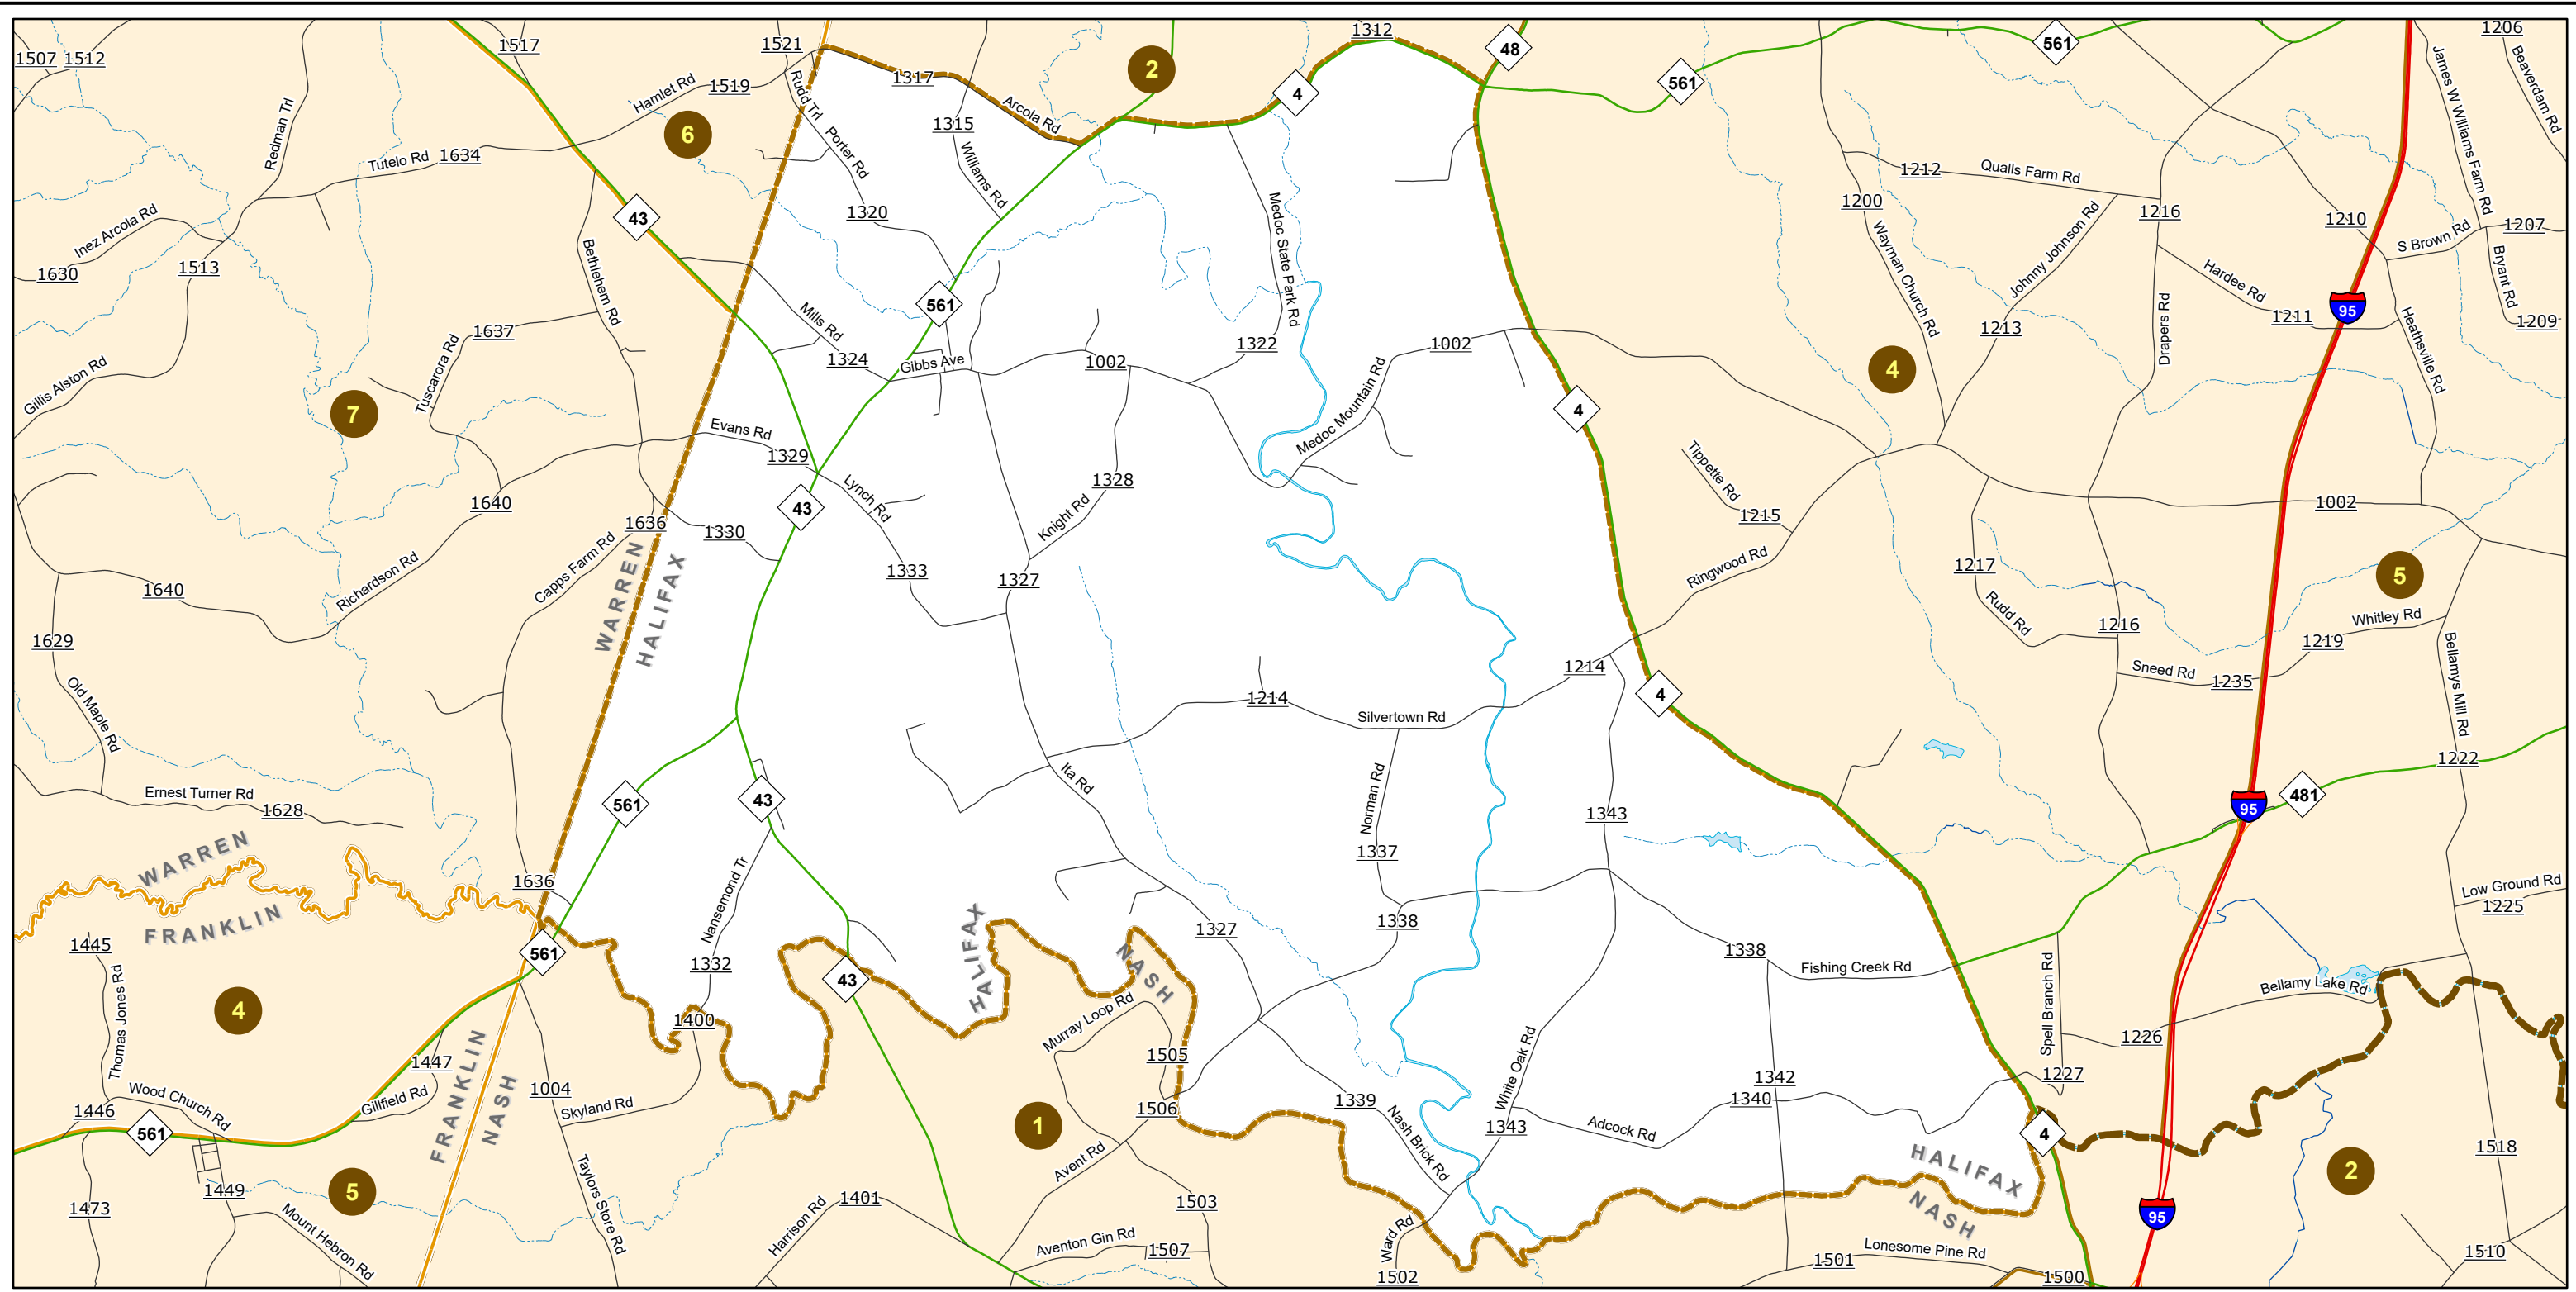 1507
1512
1517
1521
1312
48
561
1206
Redman Trl
Hamlet Rd
1519
Rudd Trl
1317
Arcola Rd
2
4
561
James W Williams Farm Rd
Beaverdam Rd
6
Tutelo Rd
1634
Porter Rd
1315
Williams Rd
1212
Qualls Farm Rd
Inez Arcola Rd
43
1320
Medoc State Park Rd
1200
Wayman Church Rd
Johnny Johnson Rd
1216
1210
S Brown Rd
1207
Bryant Rd
1630
1513
Bethlehem Rd
561
Hardee Rd
1211
95
1209
Mills Rd
1324
Gibbs Ave
1002
1322
1002
1213
Drapers Rd
Heathsville Rd
Tuscarora Rd
1637
Gillis Alston Rd
7
Medoc Mountain Rd
4
4
Evans Rd
1329
Lynch Rd
43
1328
Knight Rd
Tippette Rd
1215
1002
1640
1636
1330
Capps Farm Rd
WARREN
HALIFAX
1333
1327
Ringwood Rd
1217
Rudd Rd
5
1640
Richardson Rd
1629
Old Maple Rd
1216
1219
Whitley Rd
1214
1214
Silvertown Rd
4
Sneed Rd
1235
Bellamys Mill Rd
1222
Ita Rd
Norman Rd
1337
1343
481
95
561
43
Ernest Turner Rd
1628
WARREN
FRANKLIN
1636
Nansemond Tr
1332
1338
1338
Fishing Creek Rd
Low Ground Rd
1225
1445
Thomas Jones Rd
561
43
HALIFAX
NASH
1327
Spell Branch Rd
Bellamy Lake Rd
4
1400
Murray Loop Rd
1505
White Oak Rd
1226
1227
1447
Gillfield Rd
FRANKLIN
NASH
1004
Skyland Rd
1506
1339
Nash Brick Rd
1342
1340
1343
Adcock Rd
1446
Wood Church Rd
561
1
Avent Rd
4
HALIFAX
NASH
1518
2
5
1449
1473
Mount Hebron Rd
Taylors Store Rd
Harrison Rd
1401
1503
Aventon Gin Rd
1507
Ward Rd
1502
1501
Lonesome Pine Rd
1500
95
1510